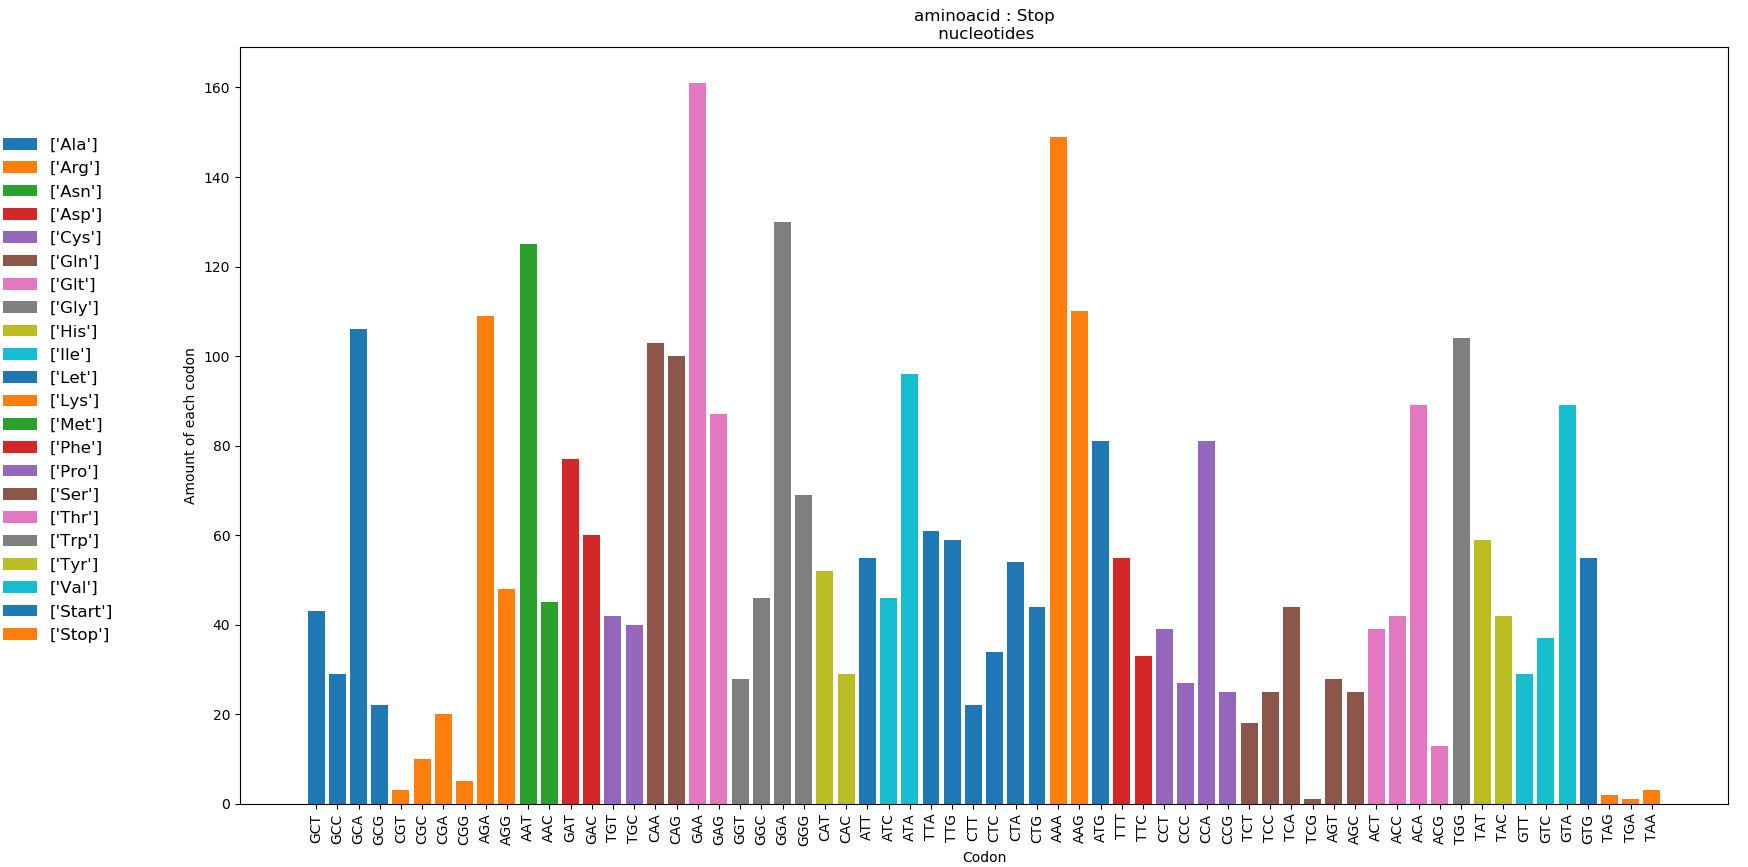 aminoacid : Stop
nucleotides
['Ala']
['Arg']
['Asn']
['Asp']
['Cys']
['Gln']
['Glt']
['Gly']
['His']
['Ile']
['Let']
['Lys']
['Met']
['Phe']
['Pro']
['Ser']
['Thr']
['Trp']
['Tyr']
['Val']
['Start']
['Stop']
Amount of each codon
160
140
120
100
80
60
40
20
0
GCT GCC GCA GCG CGT CGC CGA CGG AGA AGG AAT AAC GAT GAC TGT TGC CAA CAG GAA GAG GGT GGC GGA GGG CAT CAC ATT ATC ATA TTA TTG CTT CTC CTA CTG AAA AAG ATG TTT TTC CCT CCC CCA CCG TCT TCC TCA TCG AGT AGC ACT ACC ACA ACG TGG TAT TAC GTT GTC GTA GTG TAG TGA TAA
Codon